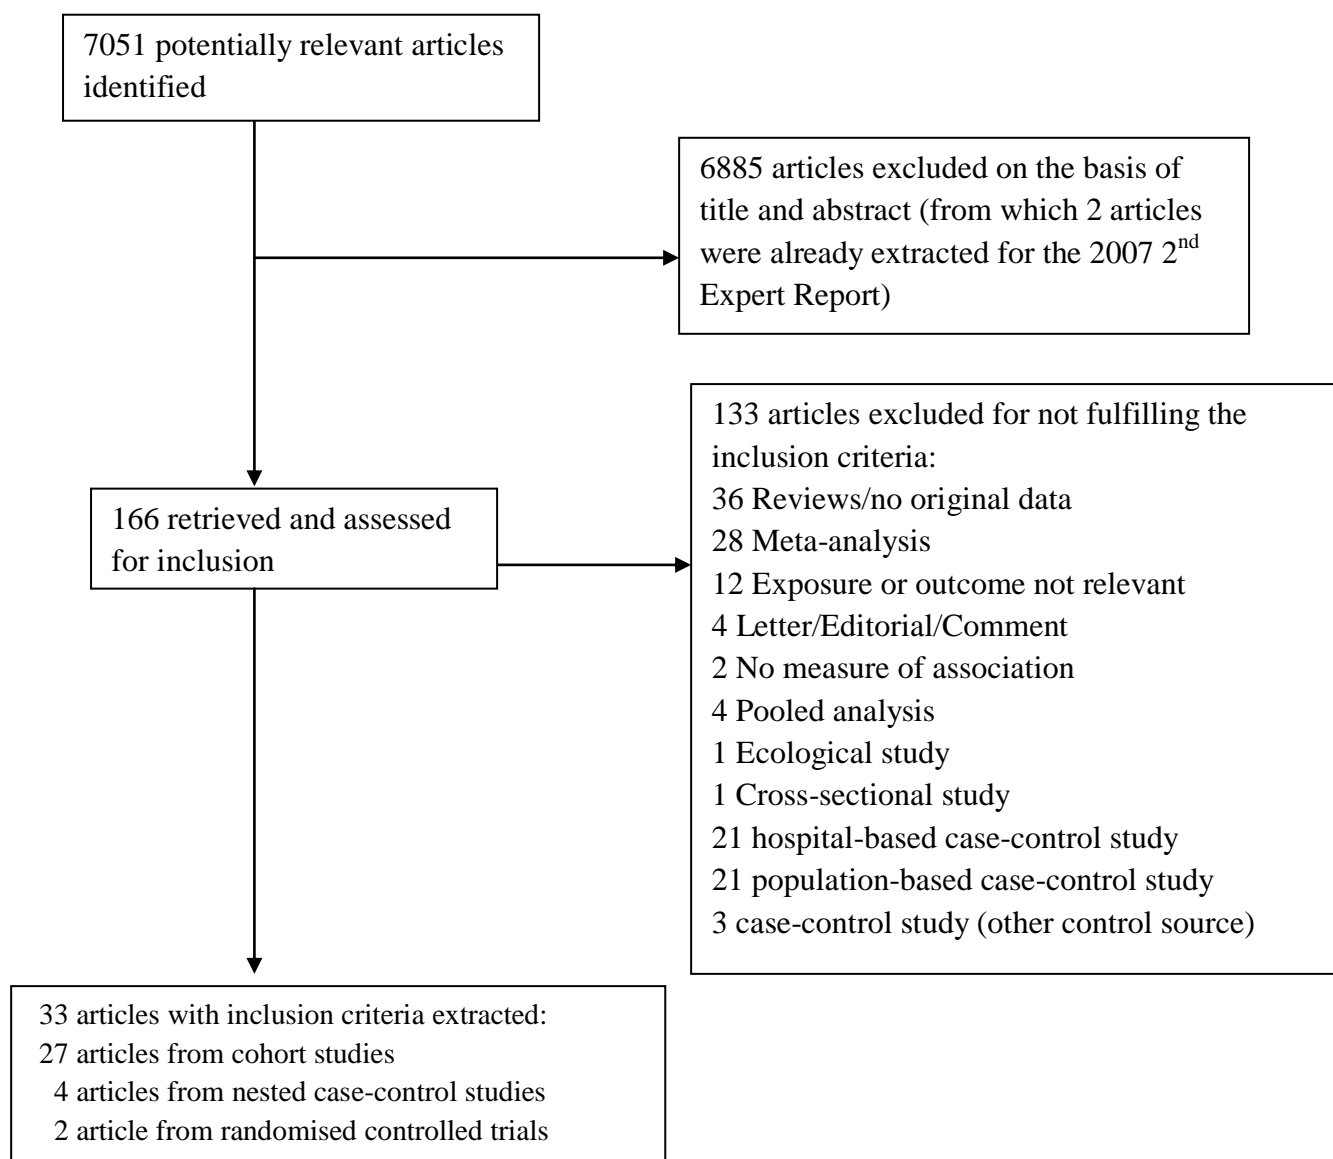 7051 potentially relevant articles
identified
6885 articles excluded on the basis of
title and abstract (from which 2 articles
were already extracted for the 2007 2nd
Expert Report)
133 articles excluded for not fulfilling the
inclusion criteria:
36 Reviews/no original data
28 Meta-analysis
12 Exposure or outcome not relevant
4 Letter/Editorial/Comment
2 No measure of association
4 Pooled analysis
1 Ecological study
1 Cross-sectional study
21 hospital-based case-control study
21 population-based case-control study
3 case-control study (other control source)
166 retrieved and assessed
for inclusion
33 articles with inclusion criteria extracted:
27 articles from cohort studies
4 articles from nested case-control studies
2 article from randomised controlled trials